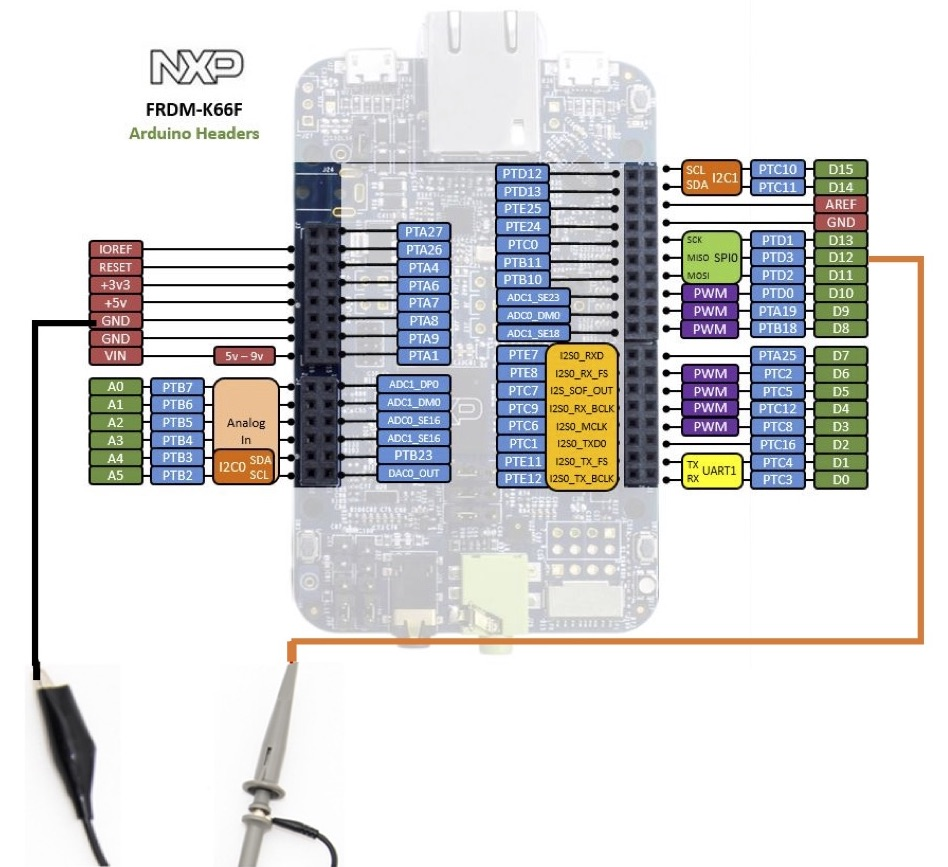 NXP
FRDM-K66F
Arduino Headers
J24
IOREF
RESET
+3v3
+5v
GND
GND
VIN
5v – 9v
A0 PTB7
A1 PTB6
A2 PTB5
A3 PTB4
A4 PTB3
A5 PTB2
Analog
In
I2C0 SDA
SCL
PTA27
PTA26
PTA4
PTA6
PTA7
PTA8
PTA9
PTA1
ADC1_DP0
ADC1_DM0
ADC0_SE16
ADC1_SE16
PTB23
DAC0_OUT
PTD12
PTD13
PTE25
PTE24
PTC0
PTB11
PTB10
ADC1_SE23
ADC0_DM0
ADC1_SE18
PTE7 I2S0_RXD
PTE8 I2S0_RX_FS
PTC7 I2S_SOF_OUT
PTC9 I2S0_RX_BCLK
PTC6 I2S0_MCLK
PTC1 I2S0_TXD0
PTE11 I2S0_TX_FS
PTE12 I2S0_TX_BCLK
SCL I2C1 PTC10 D15
SDA PTC11 D14
AREF
GND
SCK PTD1 D13
MISO SPI0 PTD3 D12
MOSI PTD2 D11
PWM PTD0 D10
PWM PTA19 D9
PWM PTB18 D8
PTA25 D7
PWM PTC2 D6
PWM PTC5 D5
PWM PTC12 D4
PWM PTC8 D3
PTC16 D2
TX UART1 PTC4 D1
RX PTC3 D0